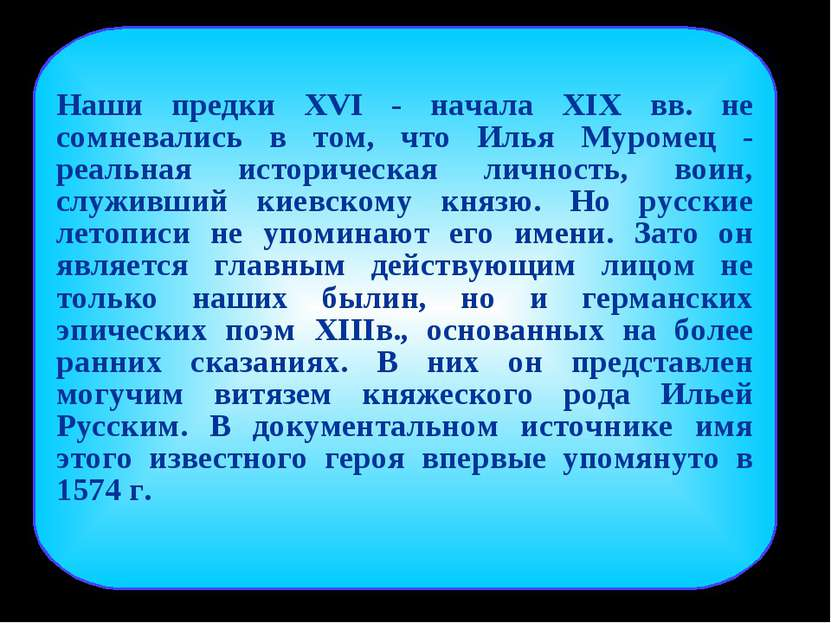 Наши предки XVI - начала XIX вв. не
сомневались в том, что Илья Муромец -
реальная историческая личность, воин,
служивший киевскому князю. Но русские
летописи не упоминают его имени. Зато он
является главным действующим лицом не
только наших былин, но и германских
эпических поэм XIIIв., основанных на более
ранних сказаниях. В них он представлен
могучим витязем княжеского рода Ильей
Русским. В документальном источнике имя
этого известного героя впервые упомянуто в
1574 г.